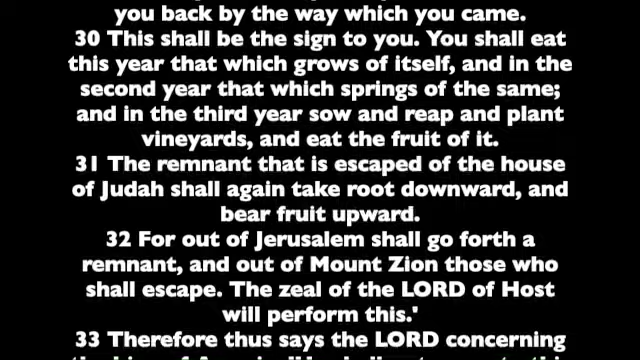 you back by the way which you came.
30 This shall be the sign to you. You shall eat
this year that which grows of itself, and in the
second year that which springs of the same;
and in the third year sow and reap and plant
vineyards, and eat the fruit of it.
31 The remnant that is escaped of the house
of Judah shall again take root downward, and
bear fruit upward.
32 For out of Jerusalem shall go forth a
remnant, and out of Mount Zion those who
shall escape. The zeal of the LORD of Host
will perform this.'
33 Therefore thus says the LORD concerning